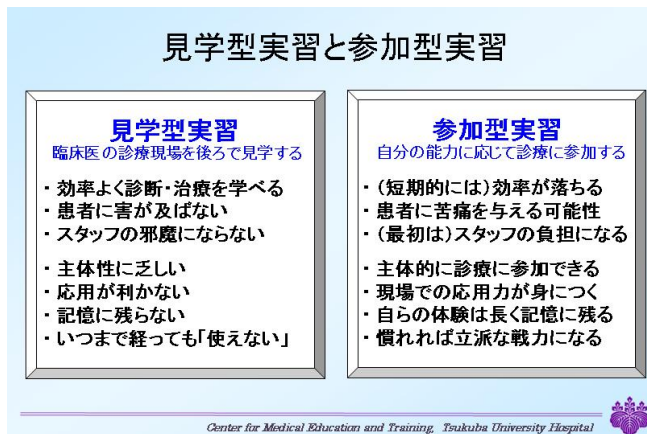 見学型実習と参加型実習
見学型実習
臨床医の診療現場を後ろで見学する
・効率よく診断・治療を学べる
・患者に害が及ばない
・スタッフの邪魔にならない
・主体性に乏しい
・応用が利かない
・記憶に残らない
・いつまで経っても「使えない」
参加型実習
自分の能力に応じて診療に参加する
・(短期的には)効率が落ちる
・患者に苦痛を与える可能性
・(最初は)スタッフの負担になる
・主体的に診療に参加できる
・現場での応用力が身につく
・自らの体験は長く記憶に残る
・慣れれば立派な戦力になる
Center for Medical Education and Training, Tsukuba University Hospital